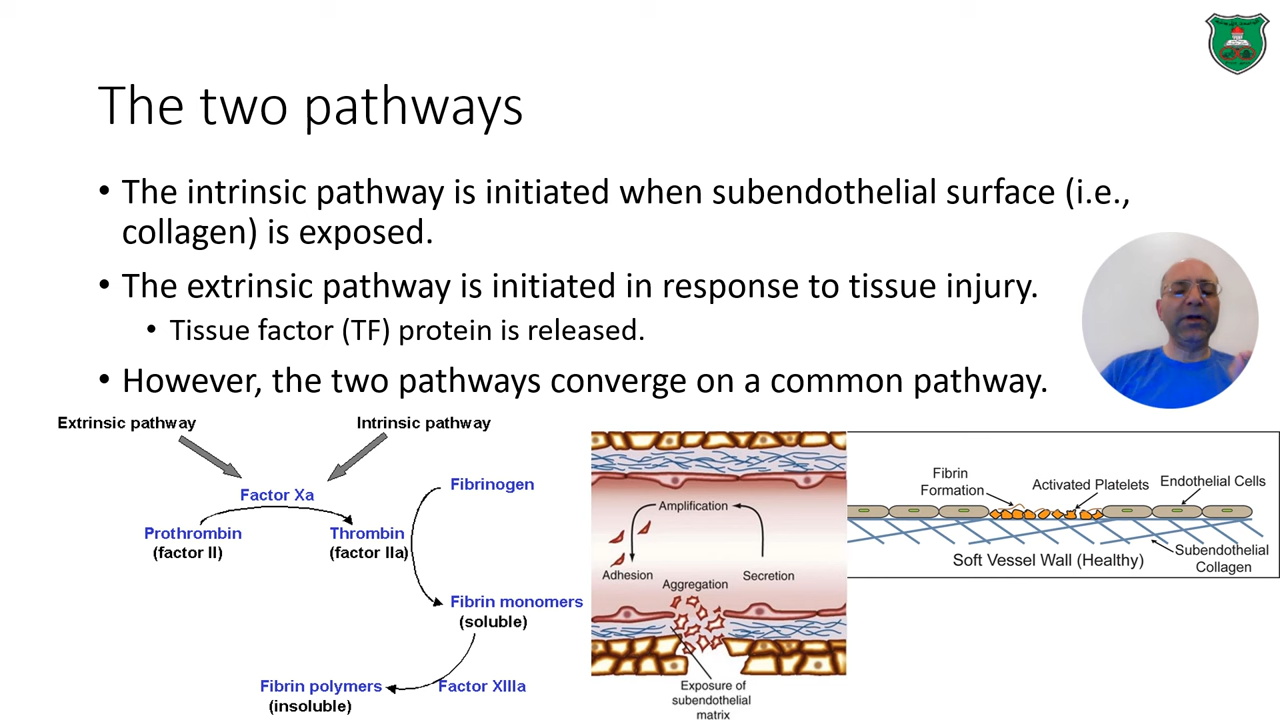 The two pathways
• The intrinsic pathway is initiated when subendothelial surface (i.e.,
collagen) is exposed.
• The extrinsic pathway is initiated in response to tissue injury.
• Tissue factor (TF) protein is released.
• However, the two pathways converge on a common pathway.
Extrinsic pathway
Intrinsic pathway
Factor Xa
Fibrinogen
Prothrombin
(factor II)
Thrombin
(factor IIa)
Fibrin monomers
(soluble)
Fibrin polymers
(insoluble)
Factor XIIIa
Amplification
Adhesion
Aggregation
Secretion
Exposure of
subendothelial
matrix
Fibrin
Formation
Activated Platelets
Endothelial Cells
Soft Vessel Wall (Healthy)
Subendothelial
Collagen